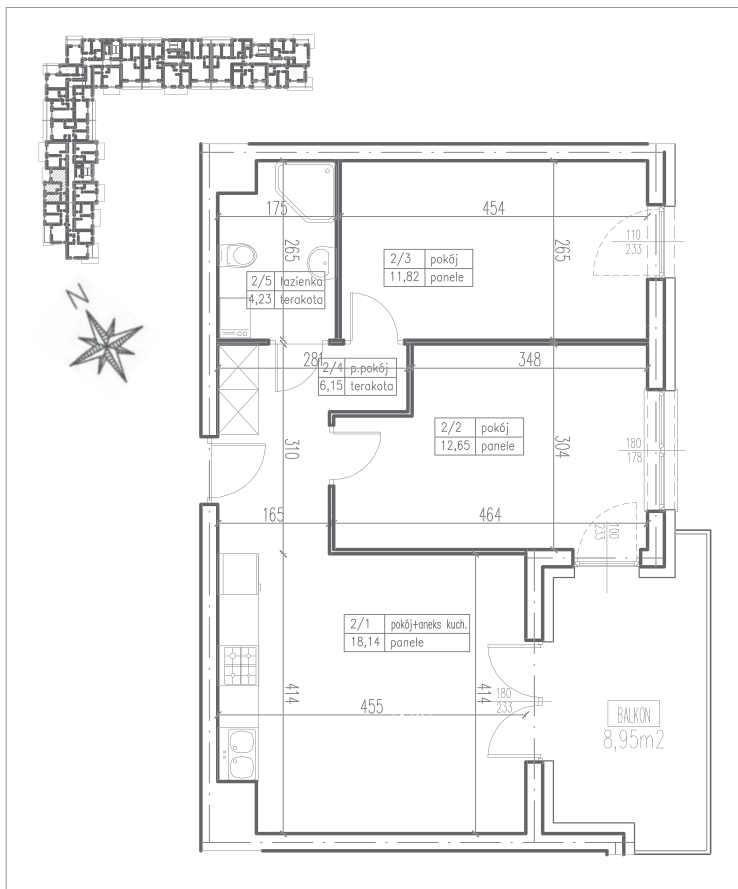 N
175
454
265
265
110
233
2/3 pokój
11,82 panele
2/5 łazienka
4,23 terakota
281
2/4 p.pokój
6,15 terakota
348
2/2 pokój
12,65 panele
310
304
180
178
165
464
100
233
2/1 pokój+aneks kuch.
18,14 panele
414
414
455
180
233
BALKON
8,95m2